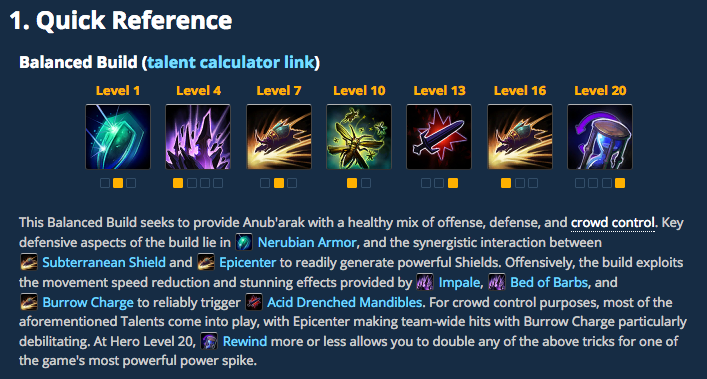 1. Quick Reference
Balanced Build (talent calculator link)
Level 1 Level 4 Level 7 Level 10 Level 13 Level 16 Level 20
This Balanced Build seeks to provide Anub'arak with a healthy mix of offense, defense, and crowd control. Key
defensive aspects of the build lie in Nerubian Armor, and the synergistic interaction between
Subterranean Shield and Epicenter to readily generate powerful Shields. Offensively, the build exploits
the movement speed reduction and stunning effects provided by Impale, Bed of Barbs, and
Burrow Charge to reliably trigger Acid Drenched Mandibles. For crowd control purposes, most of the
aforementioned Talents come into play, with Epicenter making team-wide hits with Burrow Charge particularly
debilitating. At Hero Level 20, Rewind more or less allows you to double any of the above tricks for one of
the game's most powerful power spike.